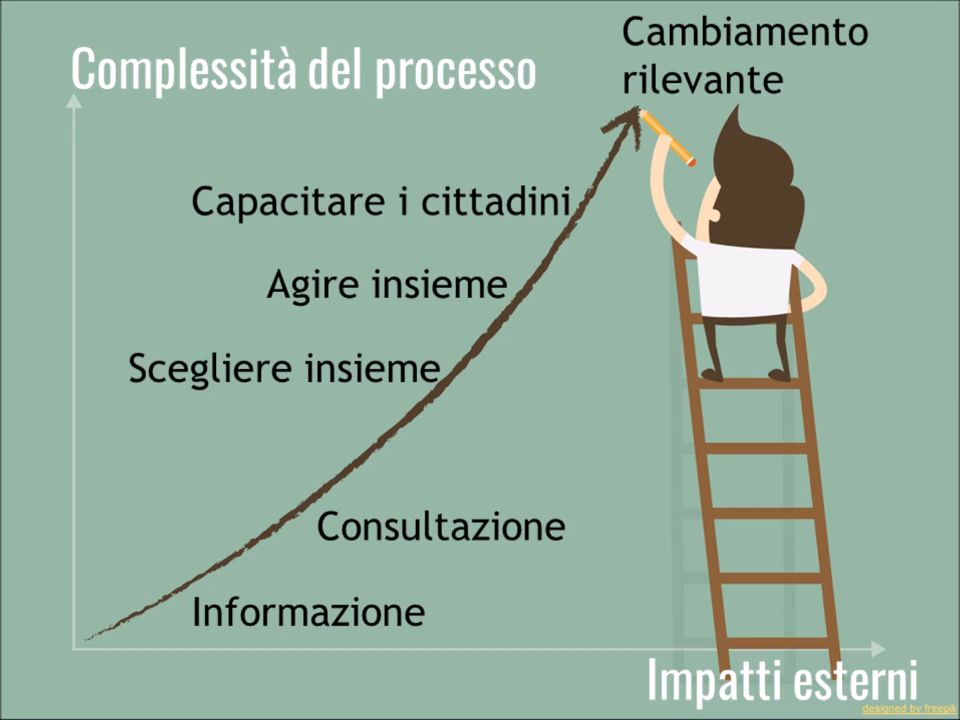 Cambiamento
rilevante
Complessità del processo
Capacitare i cittadini
Agire insieme
Scegliere insieme
Consultazione
Informazione
Impatti esterni
designed by freepik